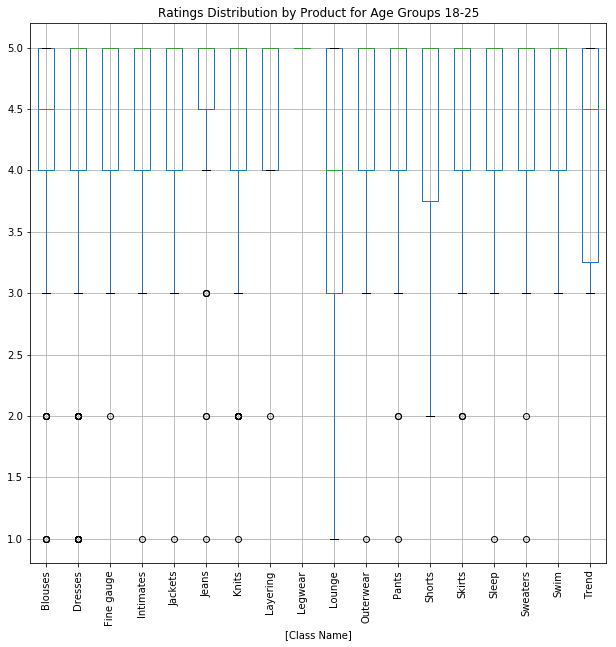 Ratings Distribution by Product for Age Groups 18-25
5.0
4.5
4.0
3.5
3.0
2.5
2.0
1.5
1.0
Blouses
Dresses
Fine gauge
Intimates
Jackets
Jeans
Knits
Layering
Legwear
Lounge
Outerwear
Pants
Shorts
Skirts
Sleep
Sweaters
Swim
Trend
[Class Name]